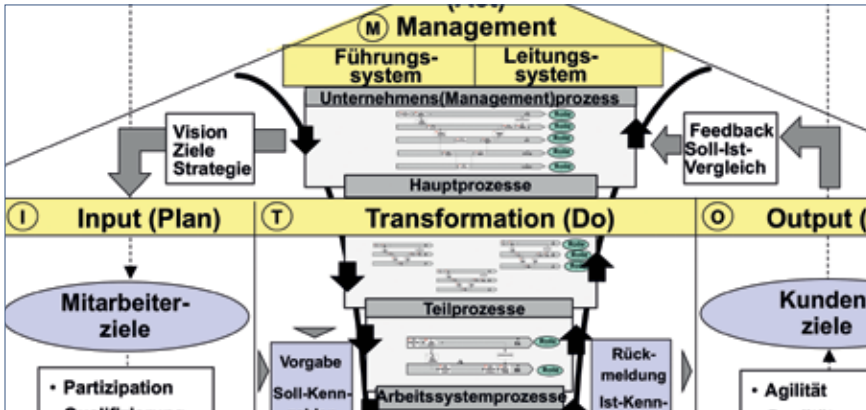 (Act)
M Management
Führungs-
system
Leitungs-
system
Unternehmens(Management)prozess
Vision
Ziele
Strategie
Feedback
Soll-Ist-
Vergleich
Hauptprozesse
I Input (Plan)
T Transformation (Do)
O Output (
Mitarbeiter-
ziele
Teilprozesse
Kunden
ziele
Vorgabe
Soll-Kenn-
Rück-
meldung
Ist-Kenn-
• Partizipation
Arbeitssystemprozesse
• Agilität